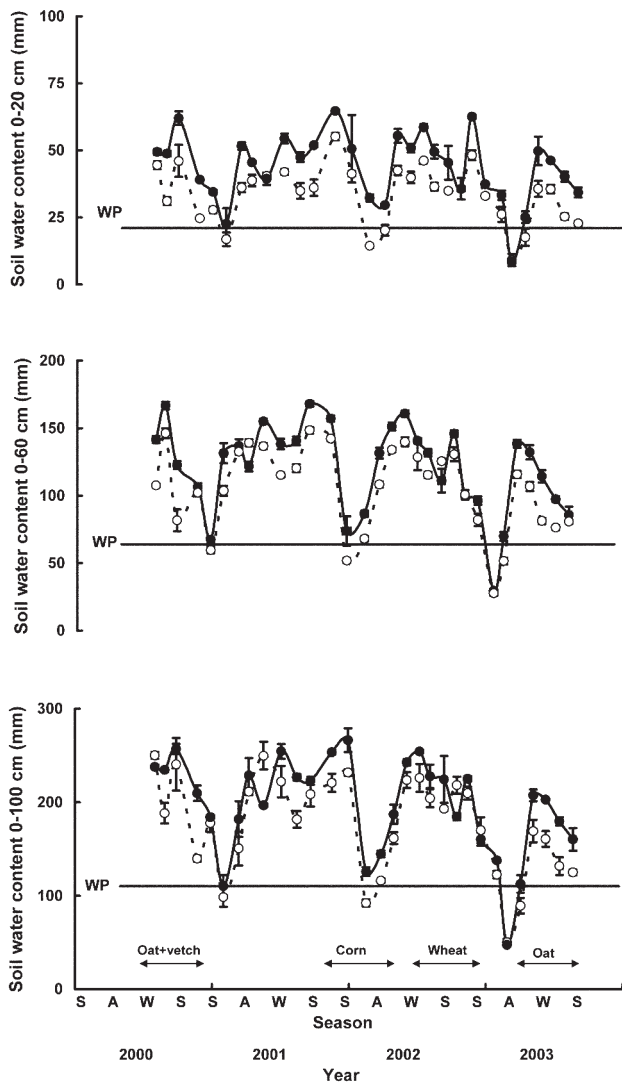 Soil water content 0-20 cm (mm)
100
75
50
25
0
WP
Soil water content 0-60 cm (mm)
200
150
100
50
0
WP
Soil water content 0-100 cm (mm)
300
200
100
0
WP
Oat+vetch
Corn
Wheat
Oat
S A W S S A W S S A W S S A W S
Season
2000 2001 2002 2003
Year